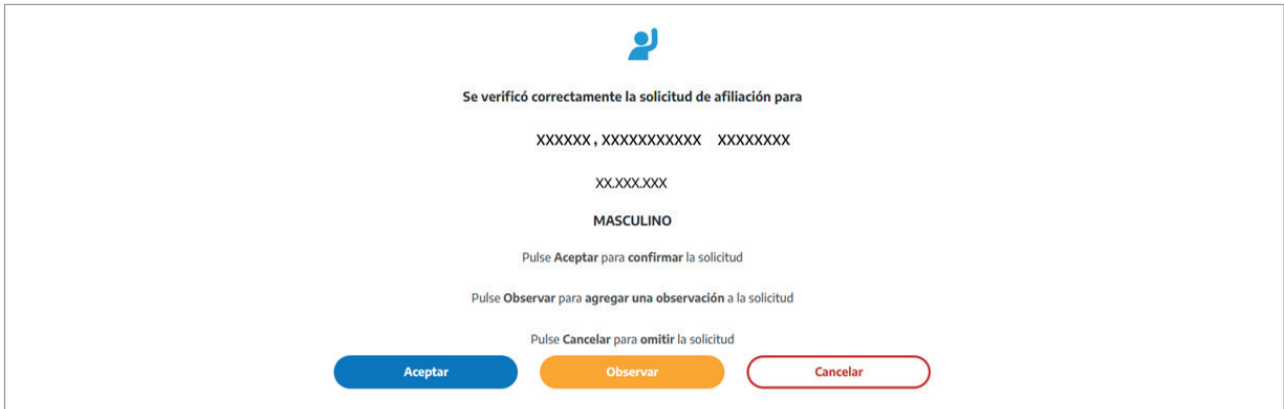 Se verificó correctamente la solicitud de afiliación para
XXXXXX , XXXXXXXXXXX XXXXXXXX
XX.XXX.XXX
MASCULINO
Pulse Aceptar para confirmar la solicitud
Pulse Observar para agregar una observación a la solicitud
Pulse Cancelar para omitir la solicitud
Aceptar Observar Cancelar